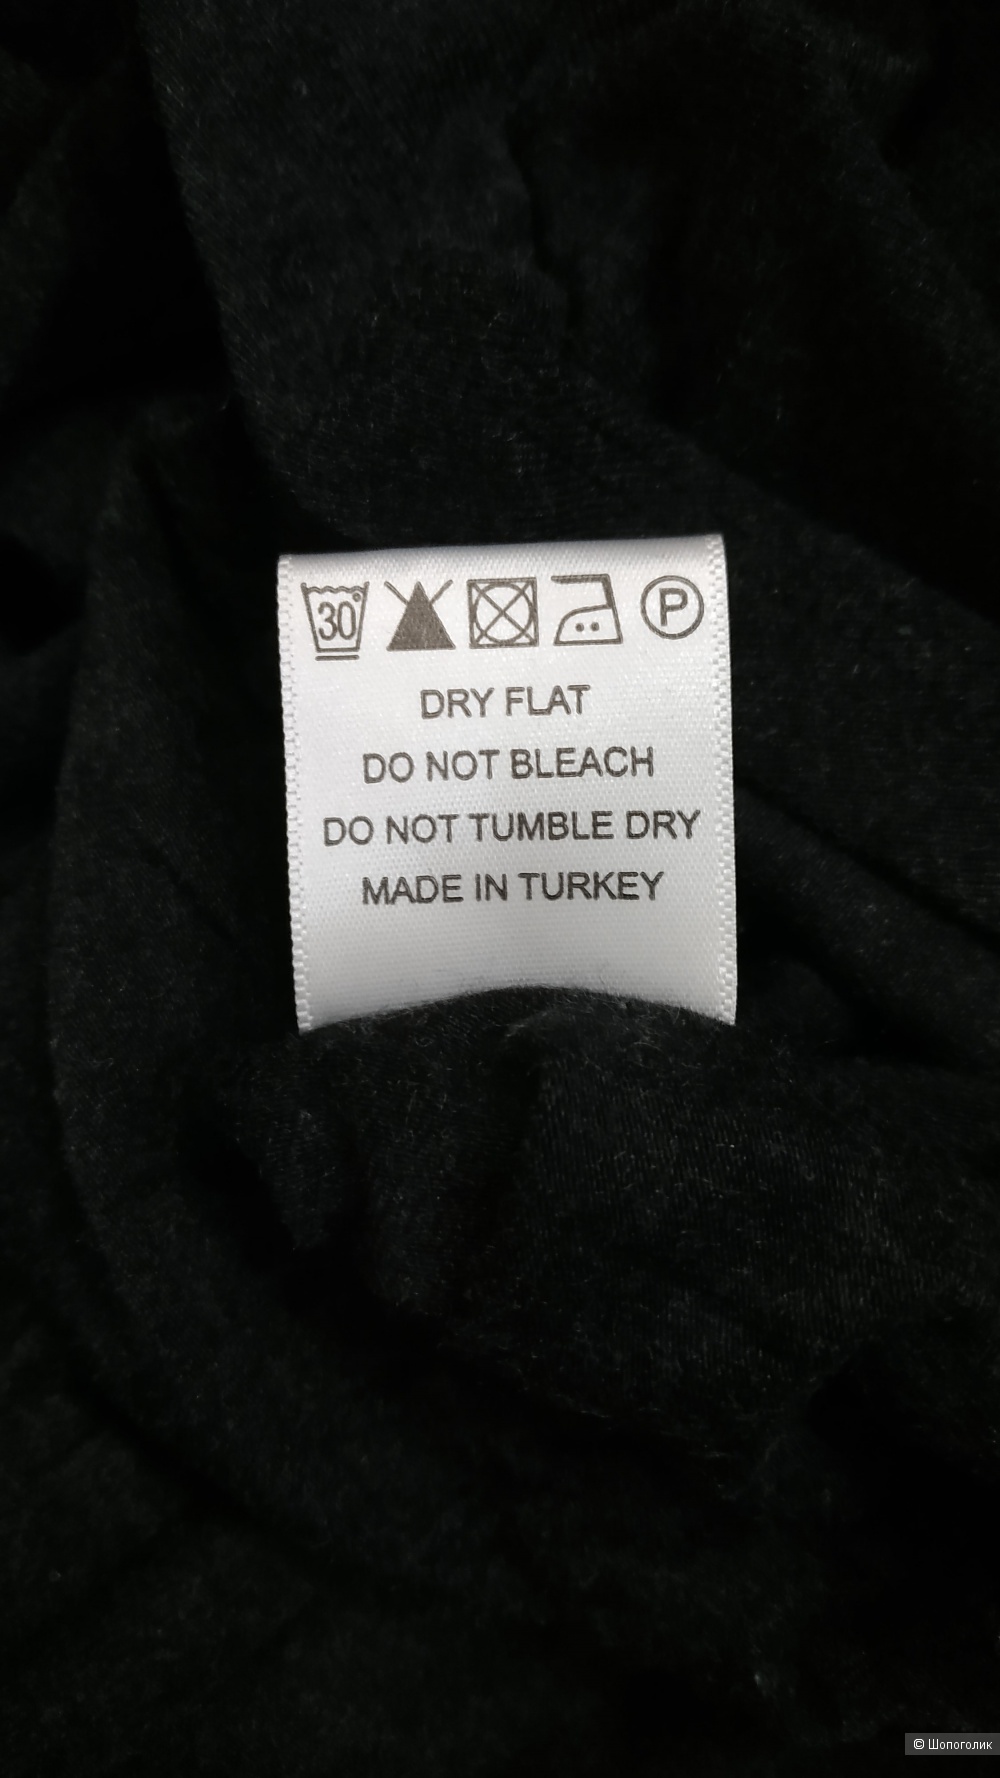 30°
P
DRY FLAT
DO NOT BLEACH
DO NOT TUMBLE DRY
MADE IN TURKEY
© Шопоголик